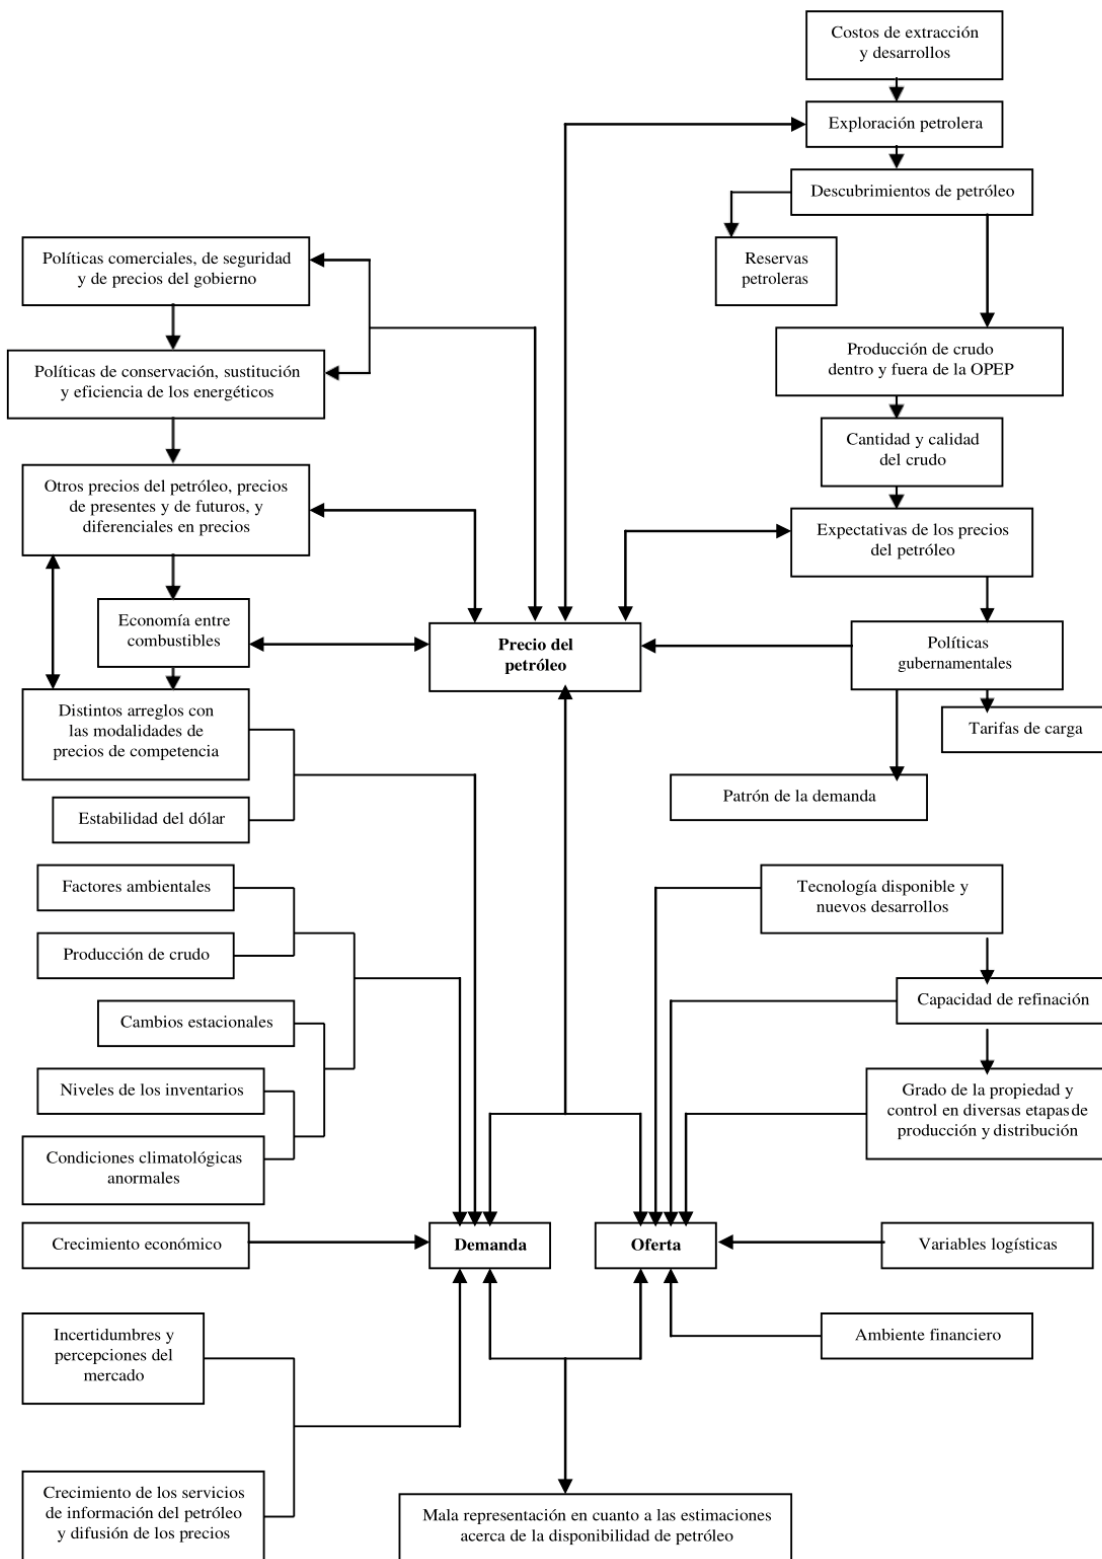 Costos de extracción
y desarrollos
Exploración petrolera
Descubrimientos de petróleo
Reservas
petroleras
Políticas comerciales, de seguridad
y de precios del gobierno
Producción de crudo
dentro y fuera de la OPEP
Políticas de conservación, sustitución
y eficiencia de los energéticos
Cantidad y calidad
del crudo
Otros precios del petróleo, precios
de presentes y de futuros, y
diferenciales en precios
Expectativas de los precios
del petróleo
Economía entre
combustibles
Precio del
petróleo
Políticas
gubernamentales
Distintos arreglos con
las modalidades de
precios de competencia
Tarifas de carga
Patrón de la demanda
Estabilidad del dólar
Factores ambientales
Tecnología disponible y
nuevos desarrollos
Producción de crudo
Capacidad de refinación
Cambios estacionales
Niveles de los inventarios
Grado de la propiedad y
control en diversas etapas de
producción y distribución
Condiciones climatológicas
anormales
Crecimiento económico
Demanda
Oferta
Variables logísticas
Incertidumbres y
percepciones del
mercado
Ambiente financiero
Crecimiento de los servicios
de información del petróleo
y difusión de los precios
Mala representación en cuanto a las estimaciones
acerca de la disponibilidad de petróleo